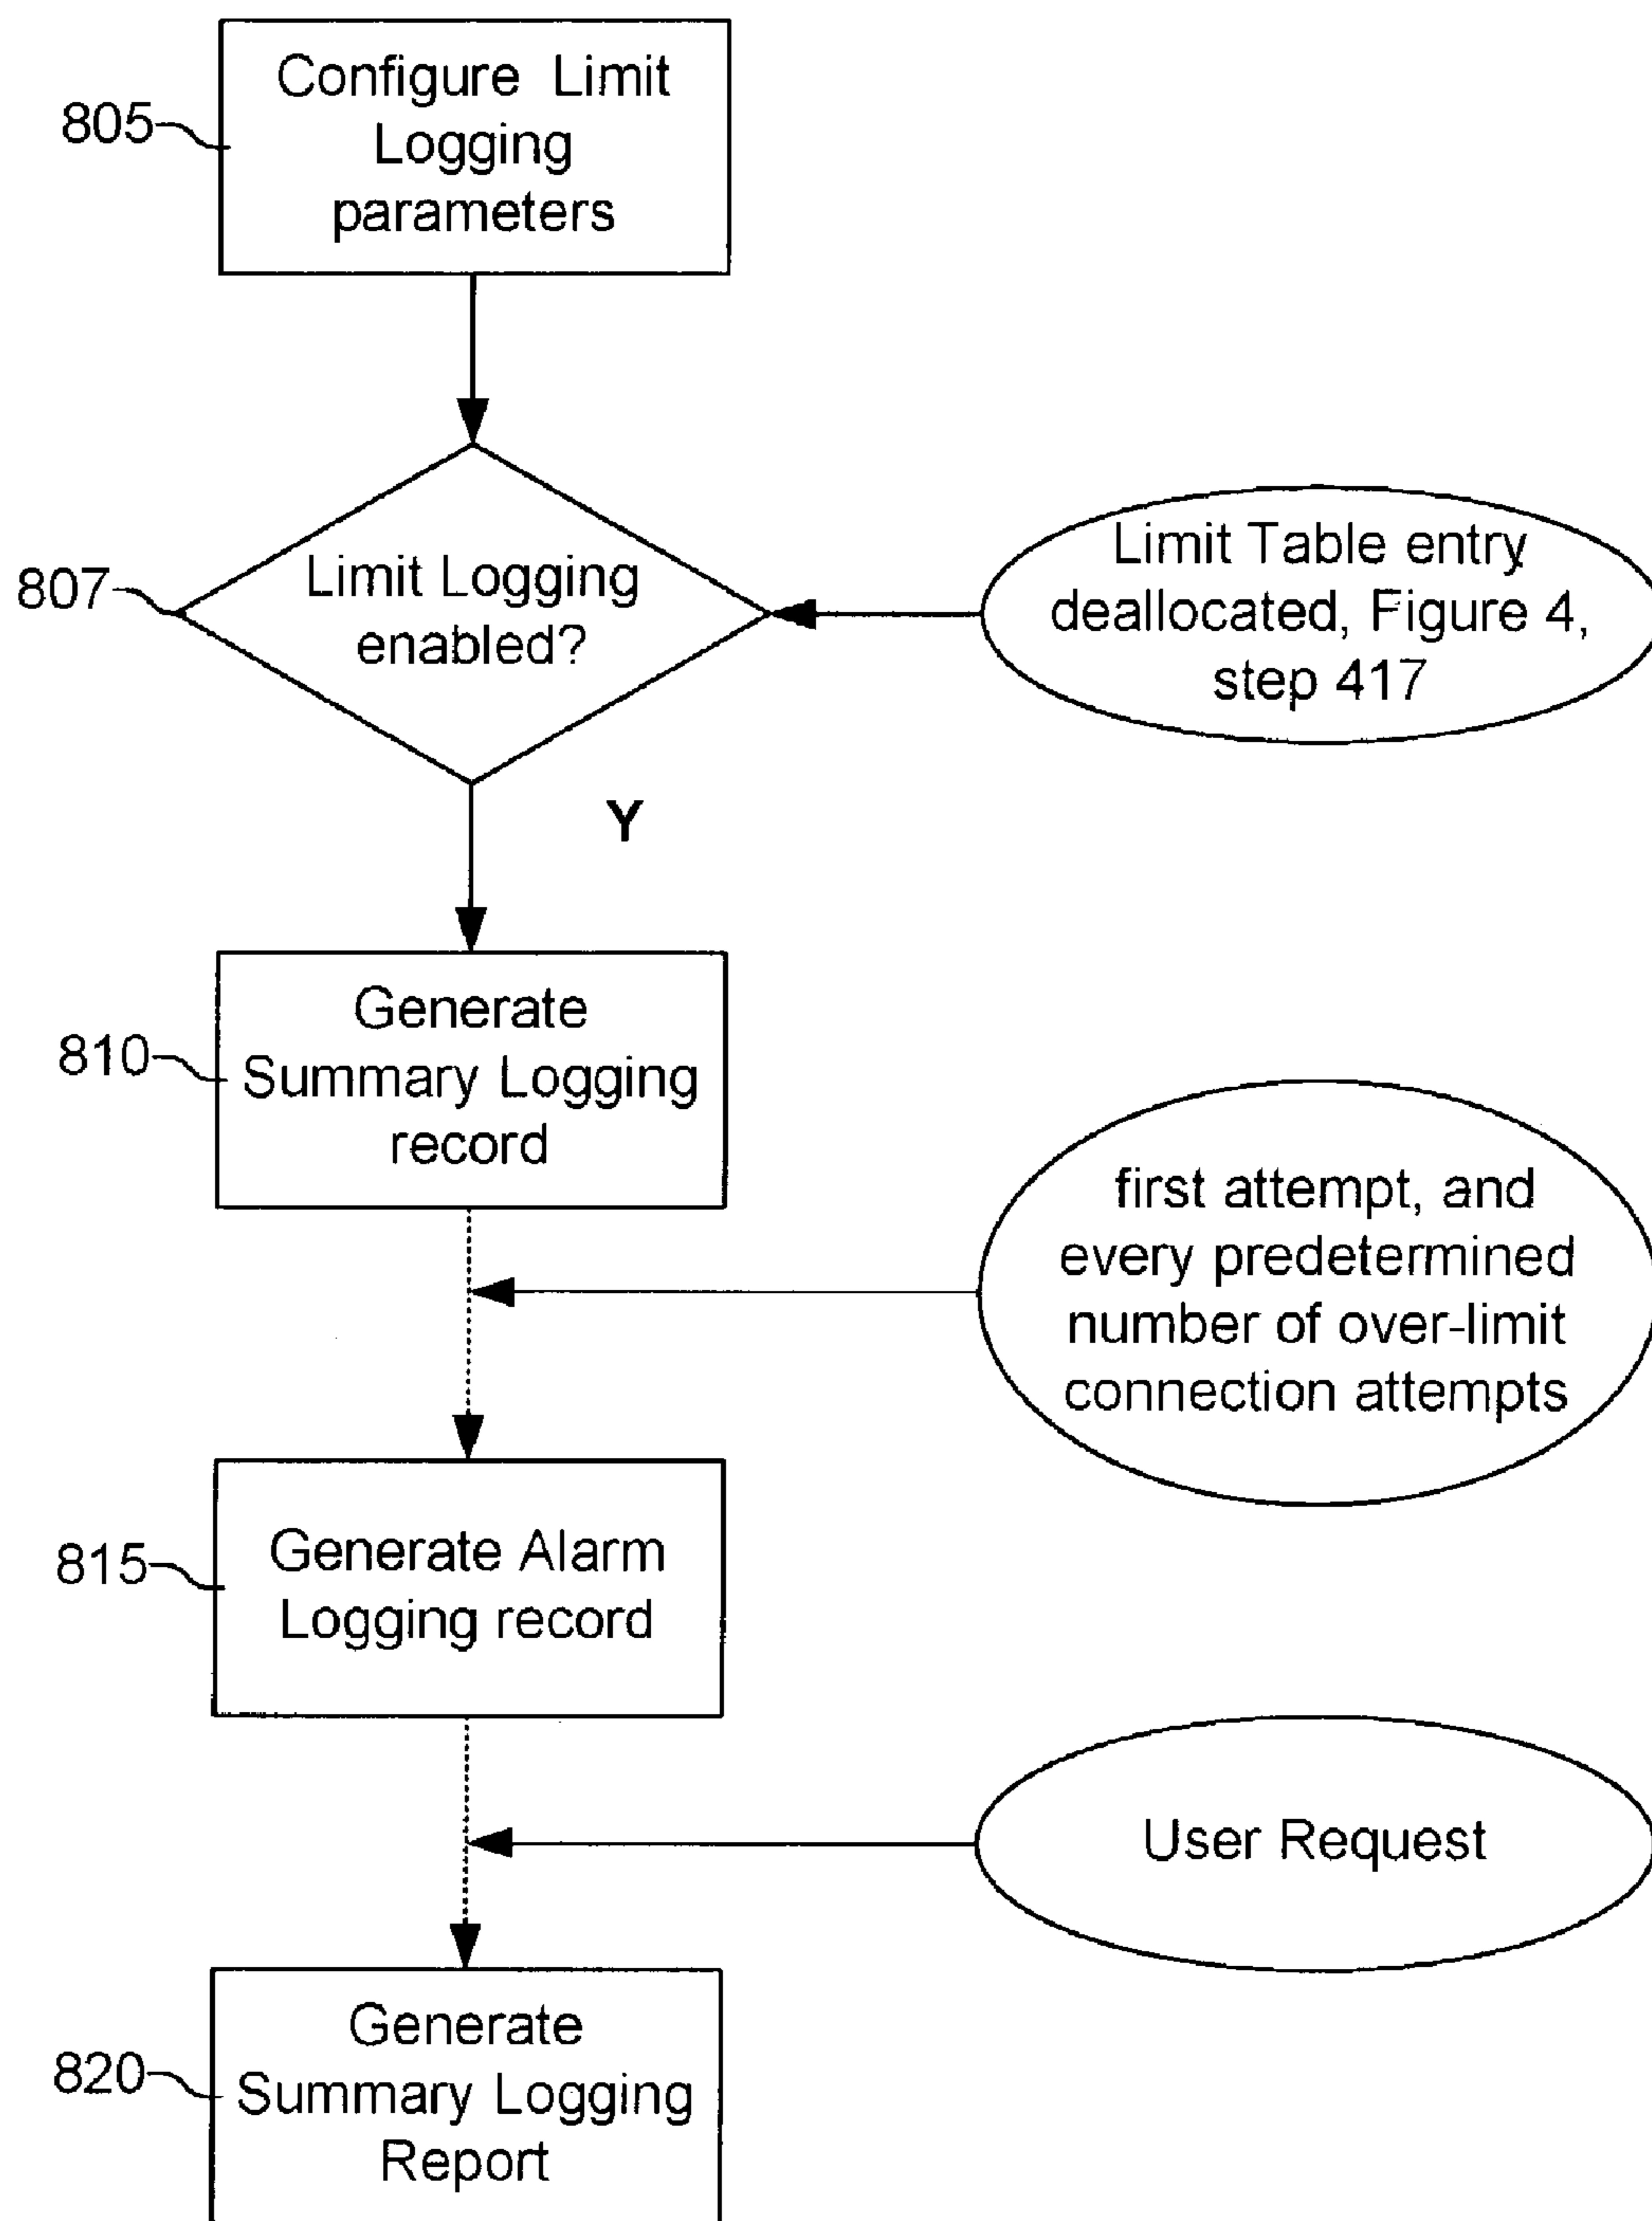 805
Configure Limit
Logging
parameters
807
Limit Logging
enabled?
Limit Table entry
deallocated, Figure 4,
step 417
Y
810
Generate
Summary Logging
record
first attempt, and
every predetermined
number of over-limit
connection attempts
815
Generate Alarm
Logging record
User Request
820
Generate
Summary Logging
Report